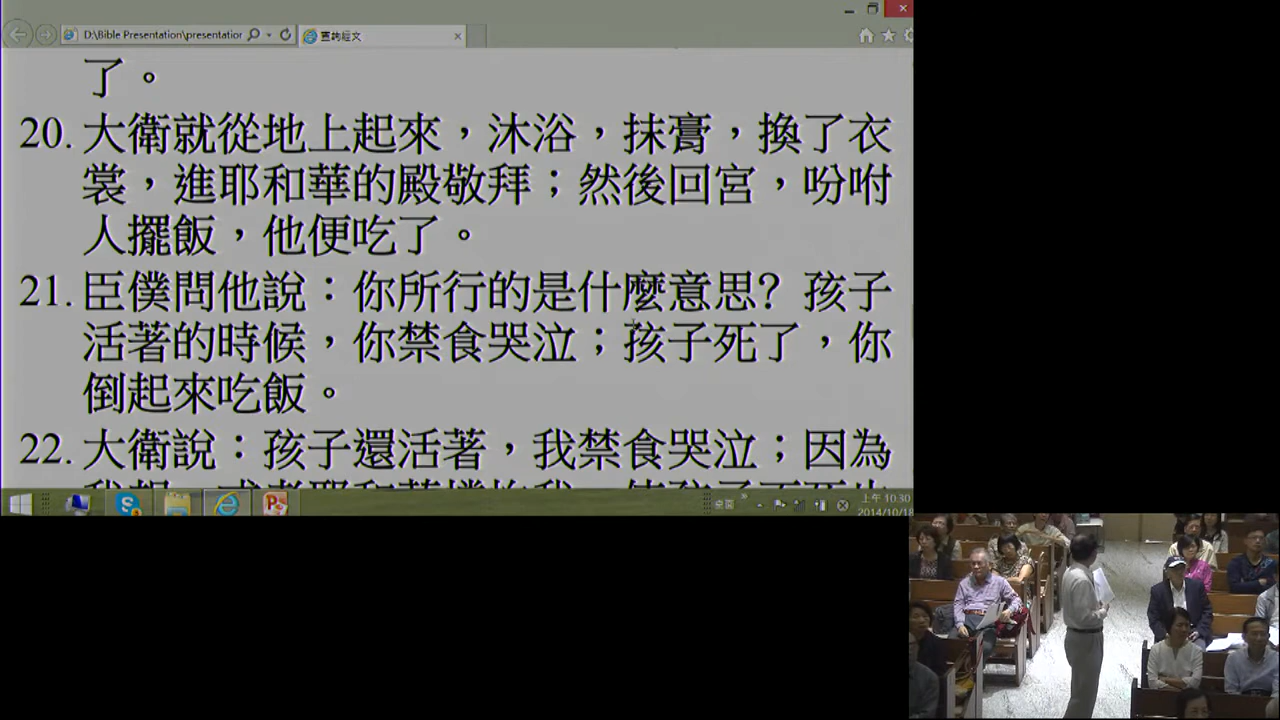 D:\Bible Presentation\presentation
查詢經文
了。
20. 大衛就從地上起來，沐浴，抹膏，換了衣
裳，進耶和華的殿敬拜；然後回宮，吩咐
人擺飯，他便吃了。
21. 臣僕問他說：你所行的是什麼意思？孩子
活著的時候，你禁食哭泣；孩子死了，你
倒起來吃飯。
22. 大衛說：孩子還活著，我禁食哭泣；因為
桌面
上午 10:30
2014/10/18